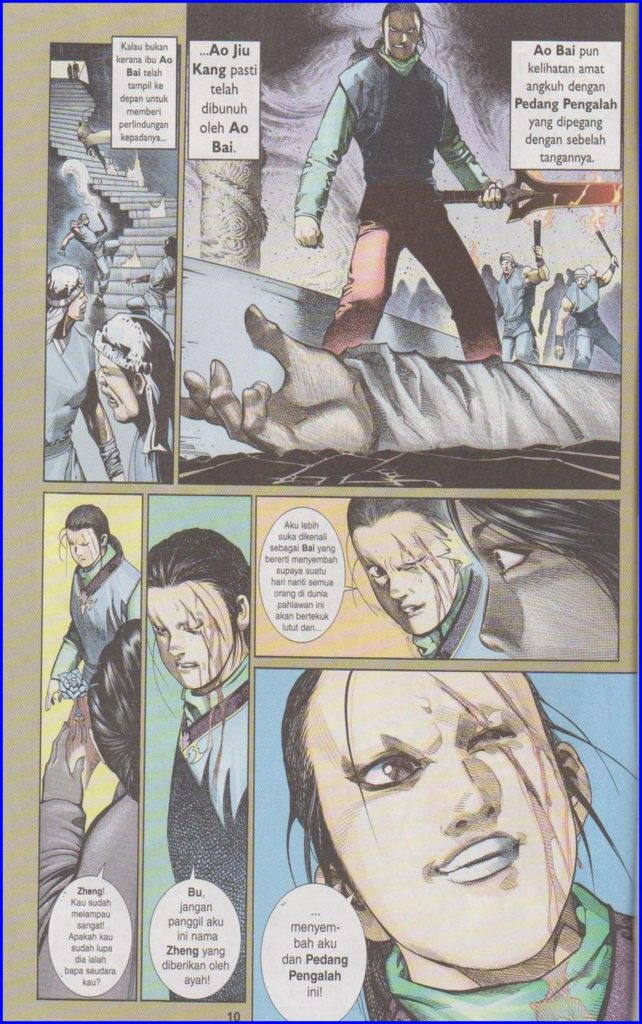 Kalau bukan
kerana ibu Ao
Bai telah
tampil ke
depan untuk
memberi
perlindungan
kepadanya...
...Ao Jiu
Kang pasti
telah
dibunuh
oleh Ao
Bai.
Ao Bai pun
kelihatan amat
angkuh dengan
Pedang Pengalah
yang dipegang
dengan sebelah
tangannya.
Zheng!
Kau sudah
melampau
sangat!
Apakah kau
sudah lupa
dia ialah
bapa saudara
kau?
Bu,
jangan
panggil aku
ini nama
Zheng yang
diberikan oleh
ayah!
Aku lebih
suka dikenali
sebagai Bai yang
bererti menyembah
supaya suatu
hari nanti semua
orang di dunia
pahlawan ini
akan bertekuk
lutut dan...
...
menyem-
bah aku
dan Pedang
Pengalah
ini!
10